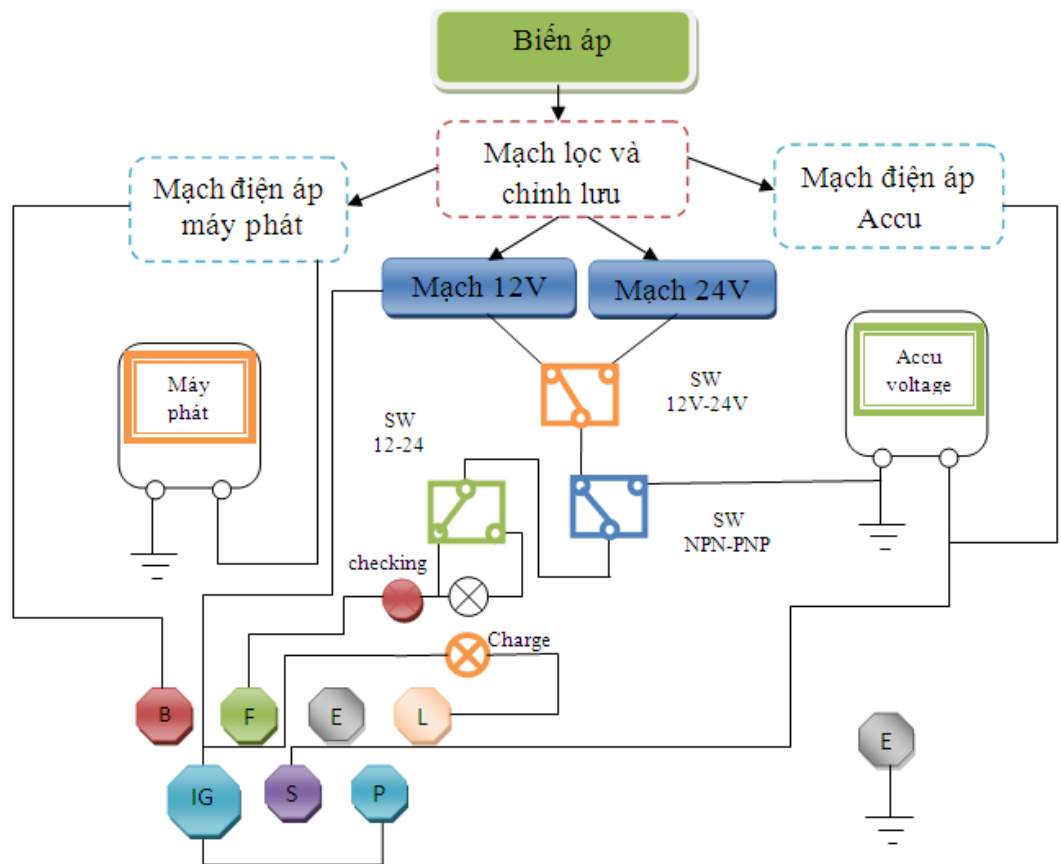 Biến áp
Mạch lọc và
chỉnh lưu
Mạch điện áp
máy phát
Mạch điện áp
Accu
Mạch 12V
Mạch 24V
Máy
phát
Accu
voltage
SW
12V-24V
SW
12-24
SW
NPN-PNP
checking
Charge
B
F
E
L
E
IG
S
P